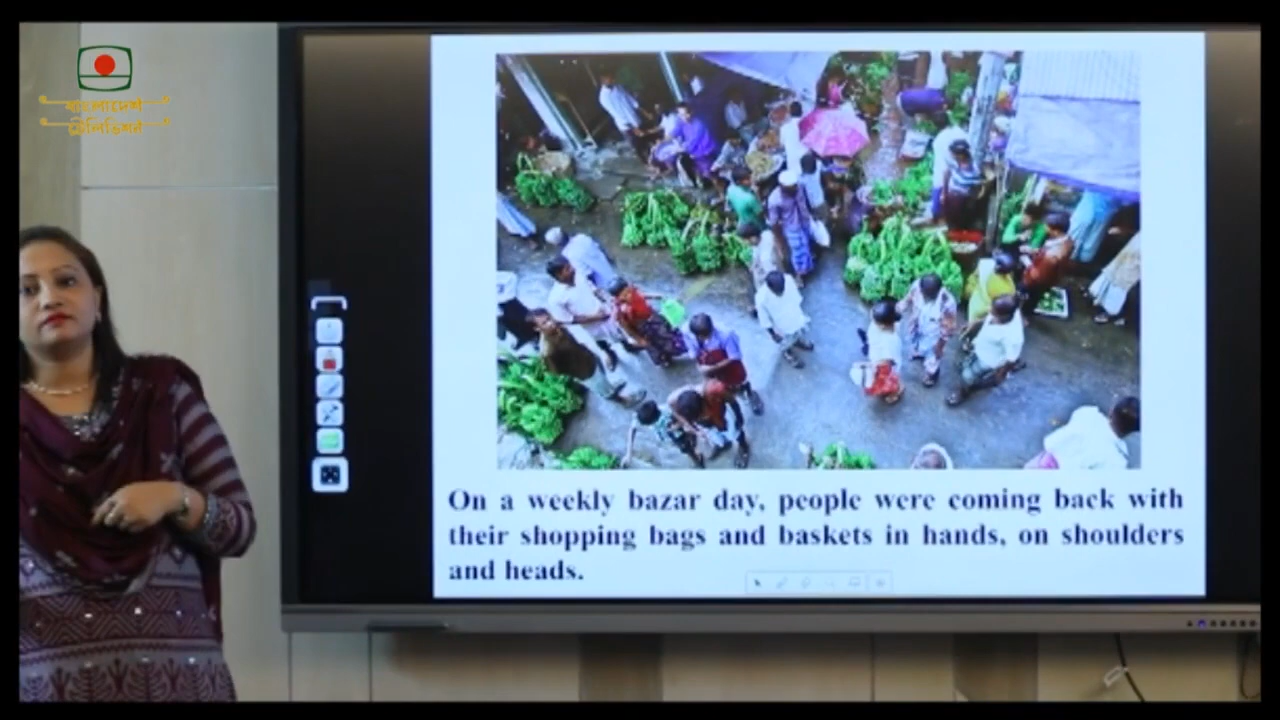 বাংলাদেশ
টেলিভিশন
On a weekly bazar day, people were coming back with
their shopping bags and baskets in hands, on shoulders
and heads.